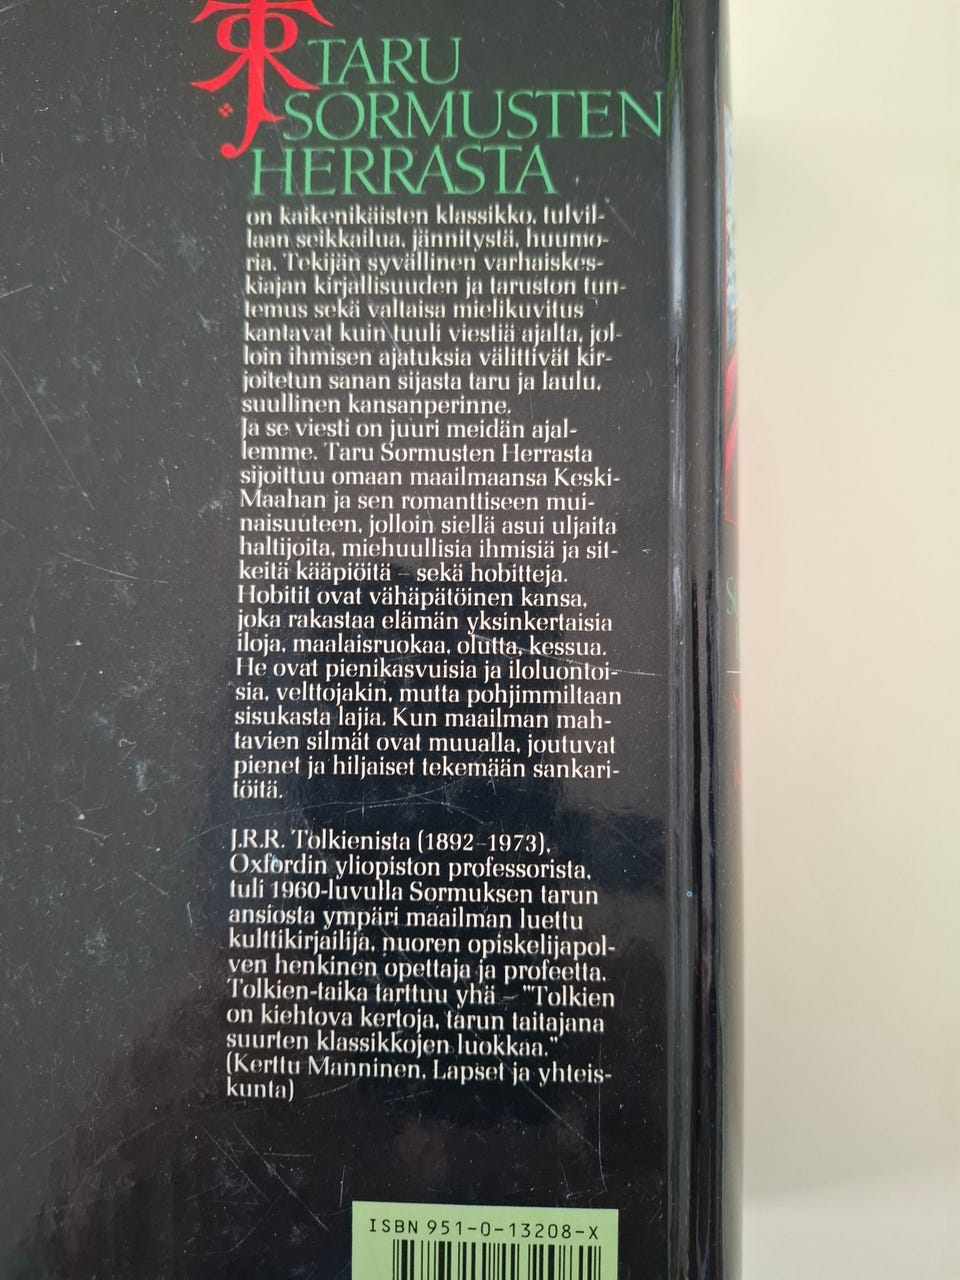 TARU
SORMUSTEN
HERRASTA
on kaikenikäisten klassikko, tulvil-
laan seikkailua, jännitystä, huumo-
ria. Tekijän syvällinen varhaiskes-
kiajan kirjallisuuden ja taruston tun-
temus sekä valtaisa mielikuvitus
kantavat kuin tuuli viestiä ajalta, jol-
loin ihmisen ajatuksia välittivät kir-
joitetun sanan sijasta taru ja laulu,
suullinen kansanperinne.
Ja se viesti on juuri meidän ajal-
lemme. Taru Sormusten Herrasta
sijoittuu omaan maailmaansa Keski-
Maahan ja sen romanttiseen mui-
naisuuteen, jolloin siellä asui uljaita
haltijoita, miehuullisia ihmisiä ja sit-
keitä kääpiöitä – sekä hobitteja.
Hobitit ovat vähäpätöinen kansa,
joka rakastaa elämän yksinkertaisia
iloja, maalaisruokaa, olutta, kessua.
He ovat pienikasvuisia ja iloluontoi-
sia, velttojakin, mutta pohjimmiltaan
sisukasta lajia. Kun maailman mah-
tavien silmät ovat muualla, joutuvat
pienet ja hiljaiset tekemään sankari-
töitä.
J.R.R. Tolkienista (1892–1973),
Oxfordin yliopiston professorista,
tuli 1960-luvulla Sormuksen tarun
ansiosta ympäri maailman luettu
kulttikirjailija, nuoren opiskelijapol-
ven henkinen opettaja ja profeetta.
Tolkien-taika tarttuu yhä – "Tolkien
on kiehtova kertoja, tarun taitajana
suurten klassikkojen luokkaa."
(Kerttu Manninen, Lapset ja yhteis-
kunta)
ISBN 951-0-13208-X